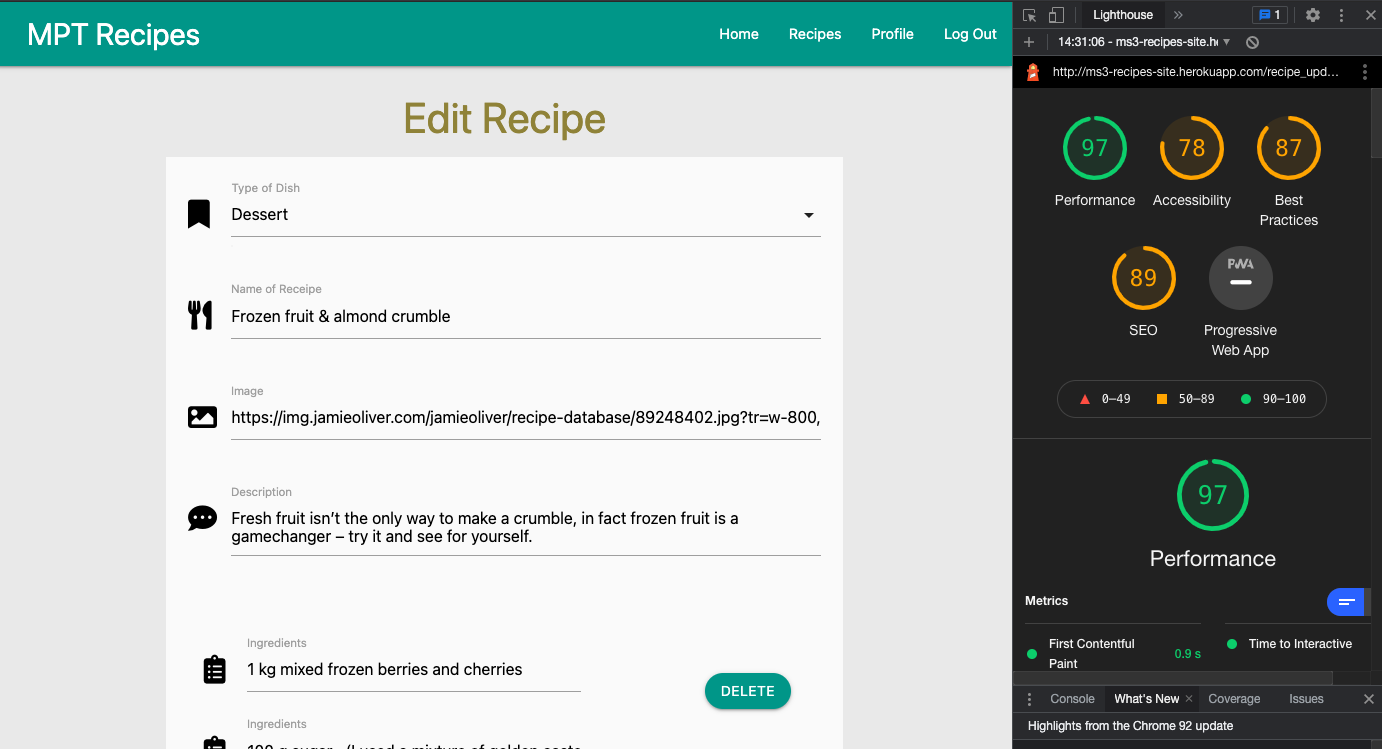 MPT Recipes
Home Recipes Profile Log Out
Edit Recipe
Type of Dish
Dessert
Name of Receipe
Frozen fruit & almond crumble
Image
https://img.jamieoliver.com/jamieoliver/recipe-database/89248402.jpg?tr=w-800,
Description
Fresh fruit isn’t the only way to make a crumble, in fact frozen fruit is a
gamechanger – try it and see for yourself.
Ingredients
1 kg mixed frozen berries and cherries
DELETE
Ingredients
Lighthouse
1
14:31:06 - ms3-recipes-site.he
http://ms3-recipes-site.herokuapp.com/recipe_upd...
97 78 87
Performance Accessibility Best
Practices
89 PWA
SEO Progressive
Web App
0–49 50–89 90–100
97
Performance
Metrics
First Contentful
Paint
0.9 s
Time to Interactive
Console What's New Coverage Issues
Highlights from the Chrome 92 update